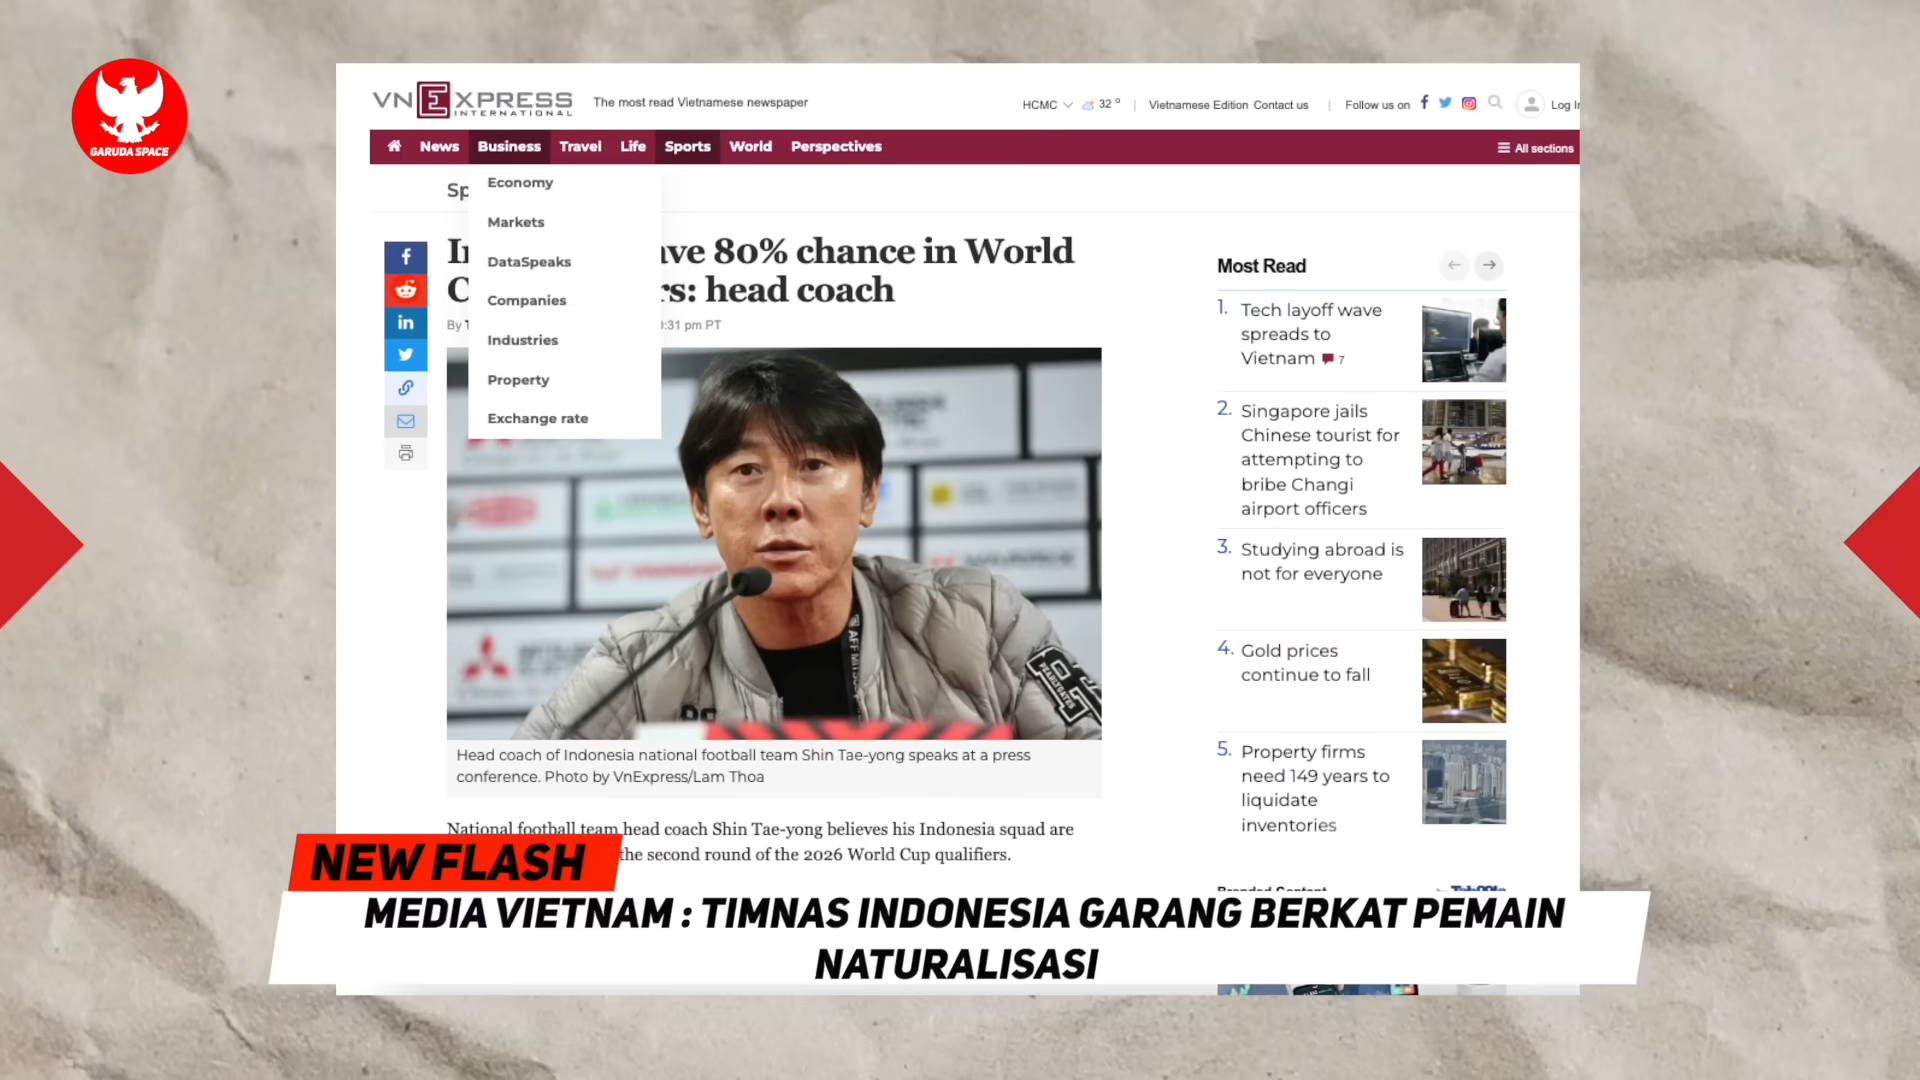 GARUDA SPACE
VNEXPRESS
INTERNATIONAL
The most read Vietnamese newspaper
HCMC 32 °
Vietnamese Edition Contact us
Follow us on
Log
News Business Travel Life Sports World Perspectives
All sections
Sp
Economy
Markets
DataSpeaks
Companies
Industries
Property
Exchange rate
80% chance in World
head coach
By
:31 pm PT
Head coach of Indonesia national football team Shin Tae-yong speaks at a press
conference. Photo by VnExpress/Lam Thoa
National football team head coach Shin Tae-yong believes his Indonesia squad are
the second round of the 2026 World Cup qualifiers.
Most Read
1. Tech layoff wave
spreads to
Vietnam 7
2. Singapore jails
Chinese tourist for
attempting to
bribe Changi
airport officers
3. Studying abroad is
not for everyone
4. Gold prices
continue to fall
5. Property firms
need 149 years to
liquidate
inventories
NEW FLASH
MEDIA VIETNAM : TIMNAS INDONESIA GARANG BERKAT PEMAIN
NATURALISASI